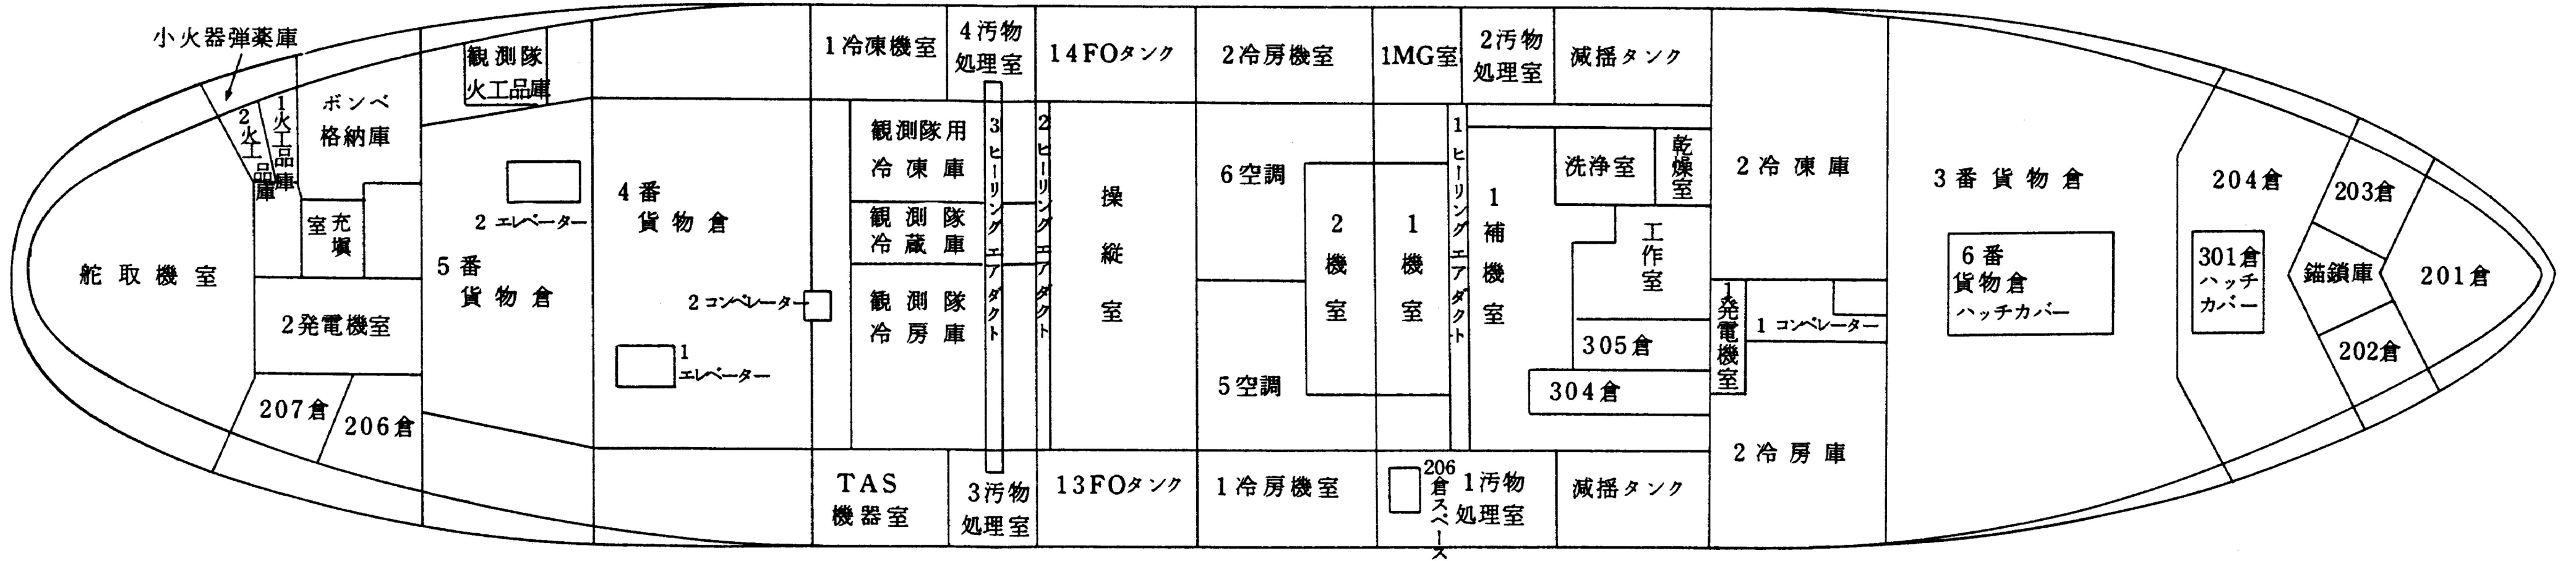 小火器弾薬庫
2火工品庫
1火工品庫
ボンベ
格納庫
充填室
舵取機室
2発電機室
207倉
206倉
観測隊
火工品庫
2エレベーター
5番
貨物倉
4番
貨物倉
1
エレベーター
2コンベレーター
1冷凍機室
4汚物
処理室
14FOタンク
2冷房機室
1MG室
2汚物
処理室
減揺タンク
観測隊用
冷凍庫
観測隊
冷蔵庫
観測隊
冷房庫
3ヒーリングエアダクト
2ヒーリングエアダクト
操縦室
6空調
5空調
2機室
1機室
1ヒーリングエアダクト
1補機室
洗浄室
乾燥室
工作室
305倉
304倉
TAS
機器室
3汚物
処理室
13FOタンク
1冷房機室
206倉スペース
1汚物
処理室
減揺タンク
2冷凍庫
1発電機室
1コンベレーター
2冷房庫
3番貨物倉
6番
貨物倉
ハッチカバー
204倉
301倉
ハッチ
カバー
203倉
錨鎖庫
202倉
201倉